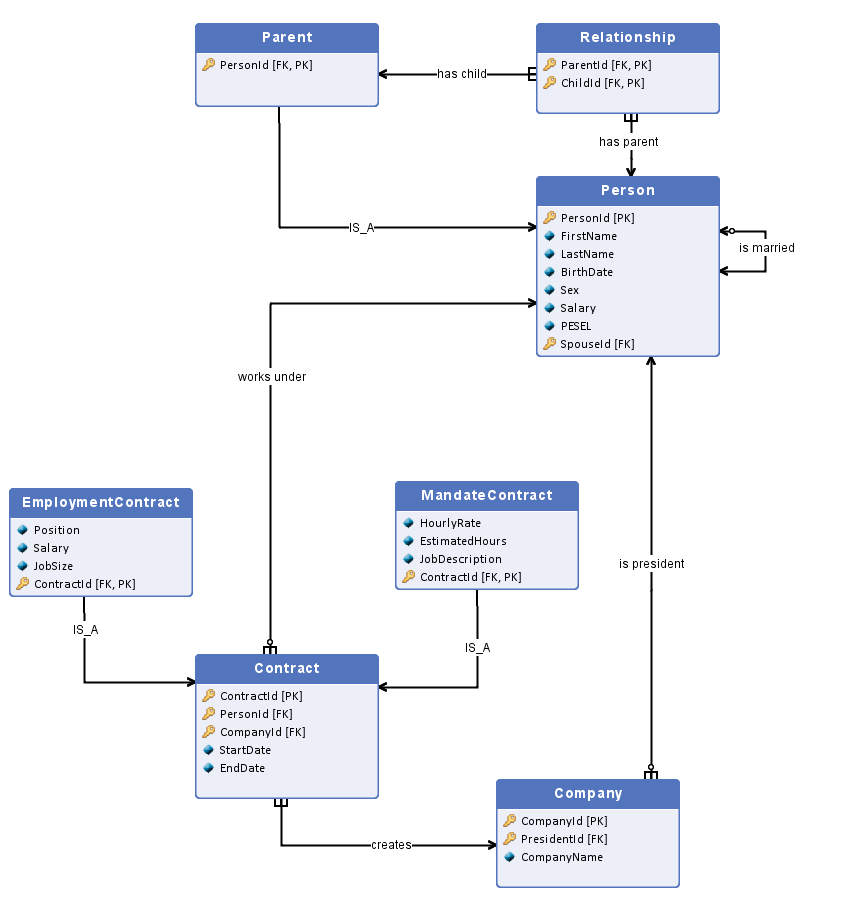 Parent
PersonId [FK, PK]
has child
Relationship
ParentId [FK, PK]
ChildId [FK, PK]
has parent
Person
PersonId [PK]
FirstName
LastName
BirthDate
Sex
Salary
PESEL
SpouseId [FK]
is married
IS_A
works under
EmploymentContract
Position
Salary
JobSize
ContractId [FK, PK]
IS_A
MandateContract
HourlyRate
EstimatedHours
JobDescription
ContractId [FK, PK]
IS_A
is president
Contract
ContractId [PK]
PersonId [FK]
CompanyId [FK]
StartDate
EndDate
creates
Company
CompanyId [PK]
PresidentId [FK]
CompanyName